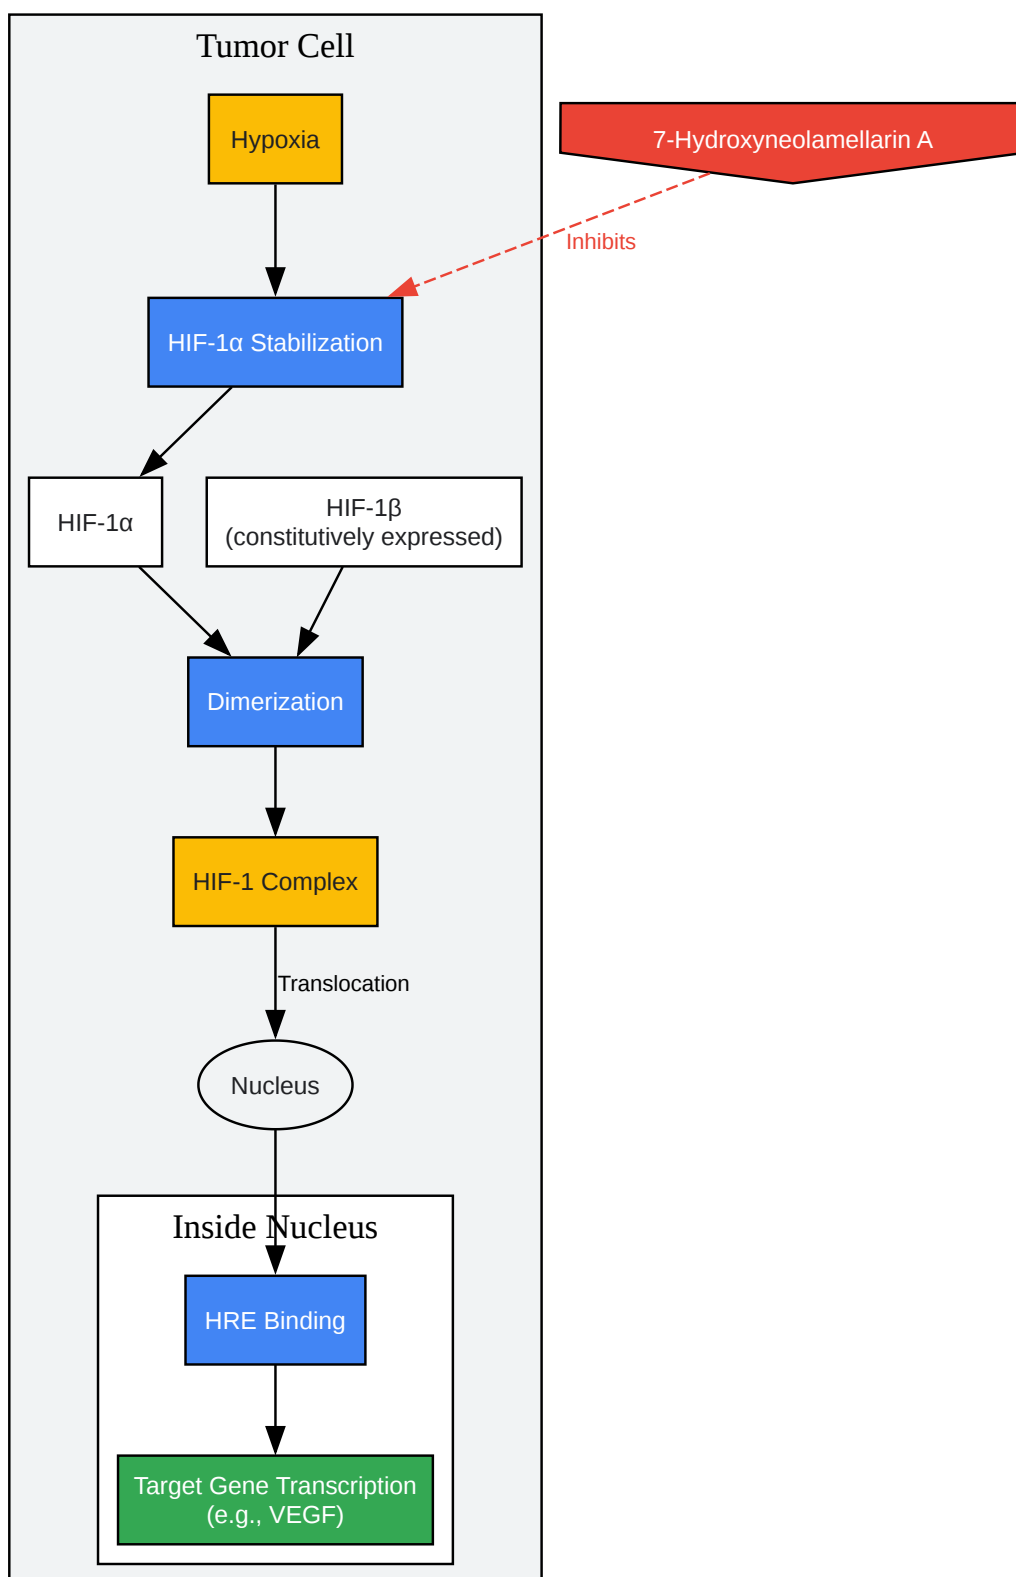 Tumor Cell
Hypoxia
7-Hydroxyneolamellarin A
Inhibits
HIF-1α Stabilization
HIF-1α
HIF-1β
(constitutively expressed)
Dimerization
HIF-1 Complex
Translocation
Nucleus
Inside Nucleus
HRE Binding
Target Gene Transcription
(e.g., VEGF)